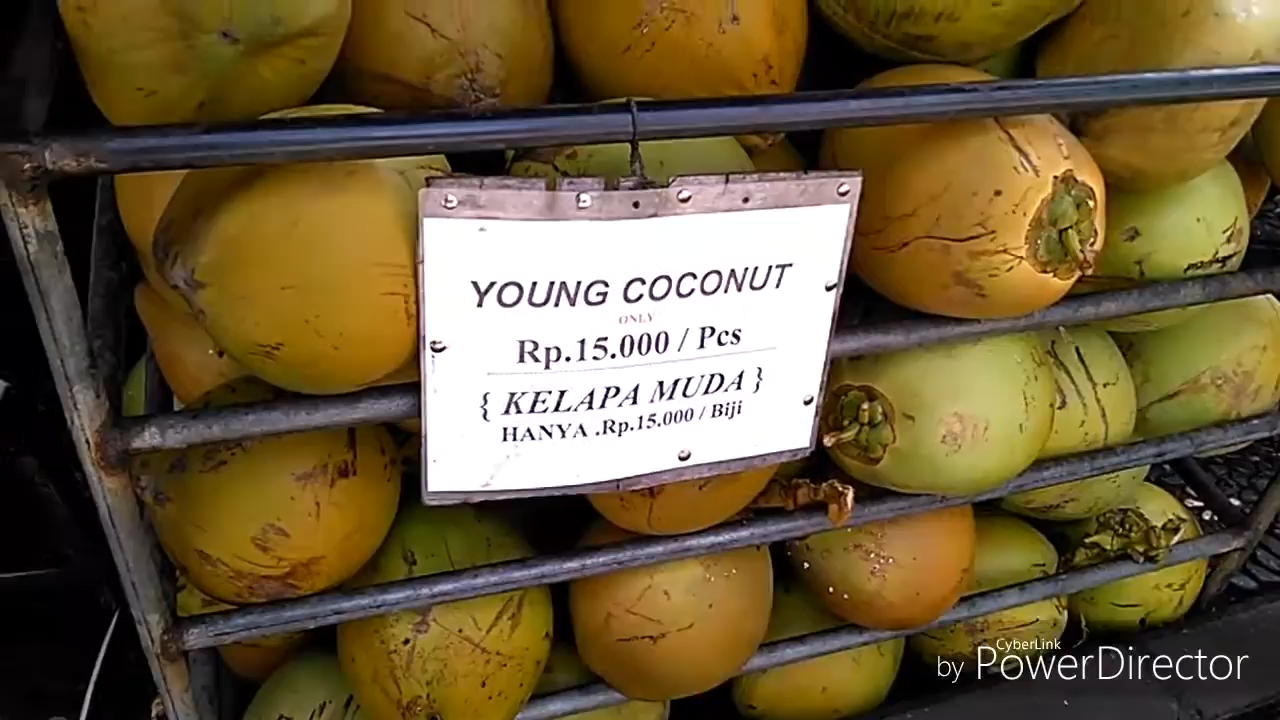 YOUNG COCONUT
ONLY
Rp.15.000 / Pcs
{ KELAPA MUDA }
HANYA .Rp.15.000 / Biji
CyberLink
by PowerDirector